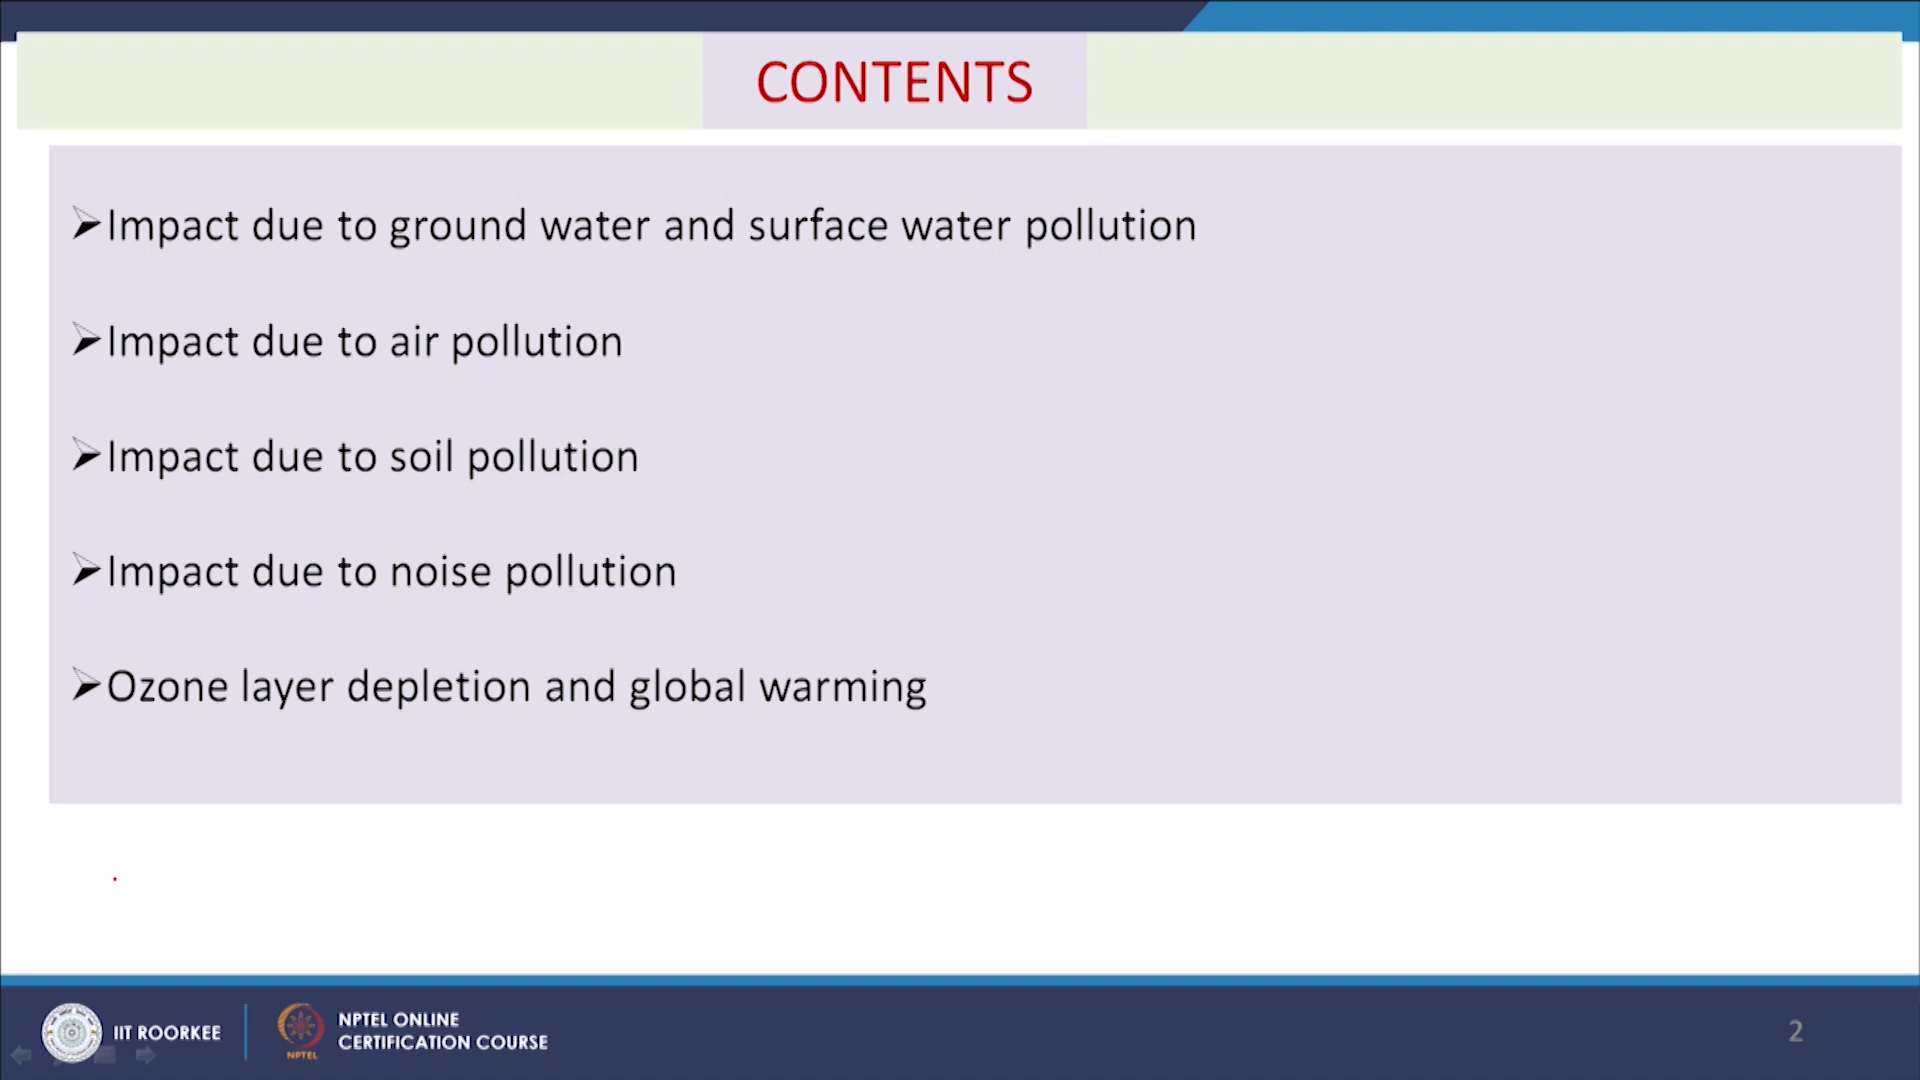 CONTENTS
➢Impact due to ground water and surface water pollution
➢Impact due to air pollution
➢Impact due to soil pollution
➢Impact due to noise pollution
➢Ozone layer depletion and global warming
IIT ROORKEE
NPTEL
NPTEL ONLINE
CERTIFICATION COURSE
2